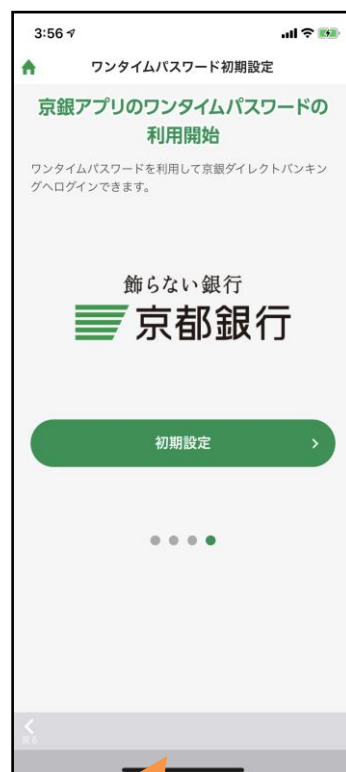 3:56
ワンタイムパスワード初期設定
京銀アプリのワンタイムパスワードの
利用開始
ワンタイムパスワードを利用して京銀ダイレクトバンキン
グへログインできます。
飾らない銀行
京都銀行
初期設定
戻る